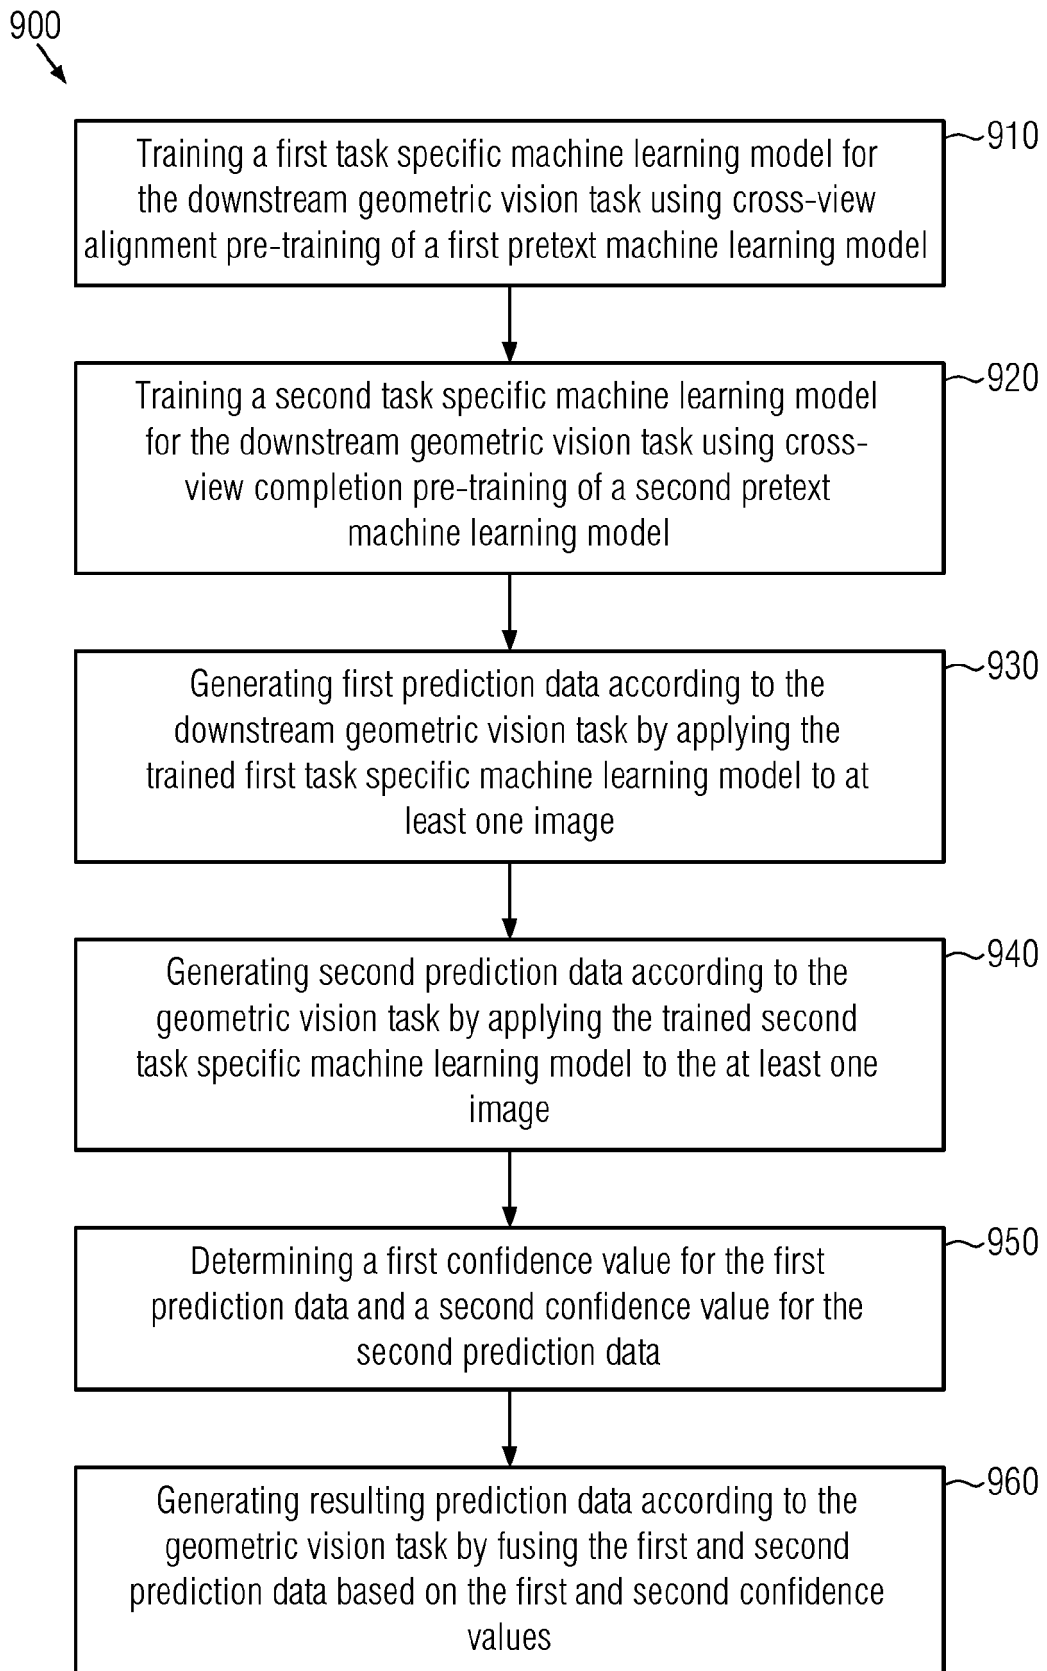 900
910
Training a first task specific machine learning model for
the downstream geometric vision task using cross-view
alignment pre-training of a first pretext machine learning model
920
Training a second task specific machine learning model
for the downstream geometric vision task using cross-
view completion pre-training of a second pretext
machine learning model
930
Generating first prediction data according to the
downstream geometric vision task by applying the
trained first task specific machine learning model to at
least one image
940
Generating second prediction data according to the
geometric vision task by applying the trained second
task specific machine learning model to the at least one
image
950
Determining a first confidence value for the first
prediction data and a second confidence value for the
second prediction data
960
Generating resulting prediction data according to the
geometric vision task by fusing the first and second
prediction data based on the first and second confidence
values